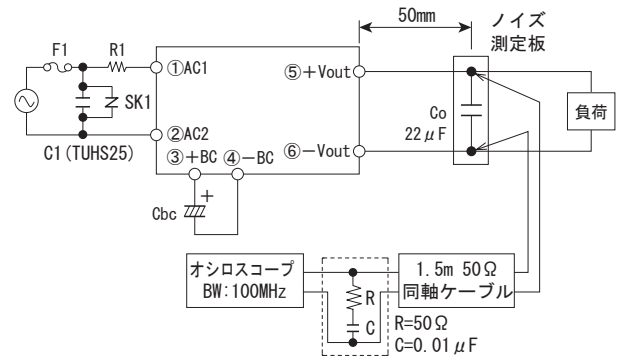 50mm
ノイズ
測定板
F1
R1
①AC1
⑤+Vout
SK1
Co
22μF
負荷
②AC2
⑥-Vout
C1(TUHS25)
③+BC
④-BC
+
Cbc
オシロスコープ
BW:100MHz
R
C
1.5m 50Ω
同軸ケーブル
R=50Ω
C=0.01μF